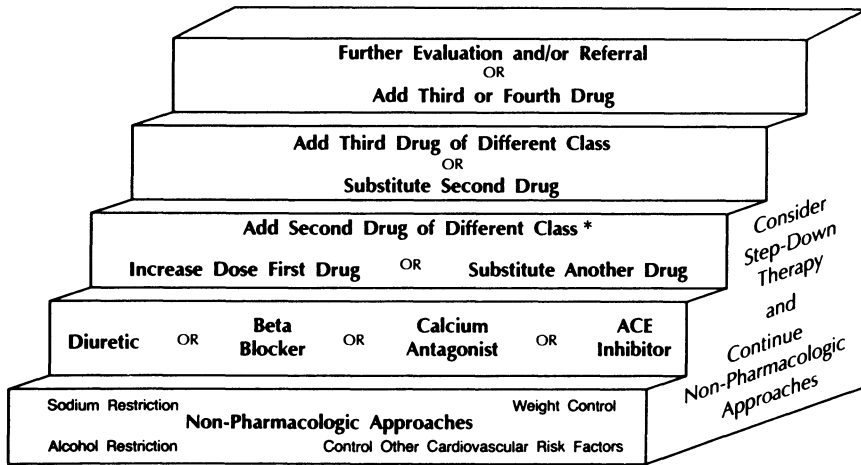 Further Evaluation and/or Referral
OR
Add Third or Fourth Drug
Add Third Drug of Different Class
OR
Substitute Second Drug
Add Second Drug of Different Class *
Increase Dose First Drug OR Substitute Another Drug
Diuretic OR Beta Blocker OR Calcium Antagonist OR ACE Inhibitor
Sodium Restriction Weight Control
Non-Pharmacologic Approaches
Alcohol Restriction Control Other Cardiovascular Risk Factors
Consider
Step-Down
Therapy
and
Continue
Non-Pharmacologic
Approaches